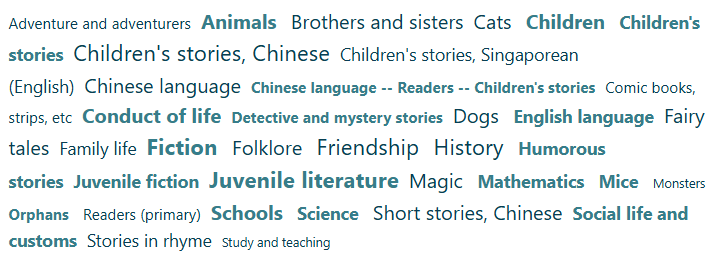 Adventure and adventurers Animals Brothers and sisters Cats Children Children's
stories Children's stories, Chinese Children's stories, Singaporean
(English) Chinese language Chinese language -- Readers -- Children's stories Comic books,
strips, etc Conduct of life Detective and mystery stories Dogs English language Fairy
tales Family life Fiction Folklore Friendship History Humorous
stories Juvenile fiction Juvenile literature Magic Mathematics Mice Monsters
Orphans Readers (primary) Schools Science Short stories, Chinese Social life and
customs Stories in rhyme Study and teaching